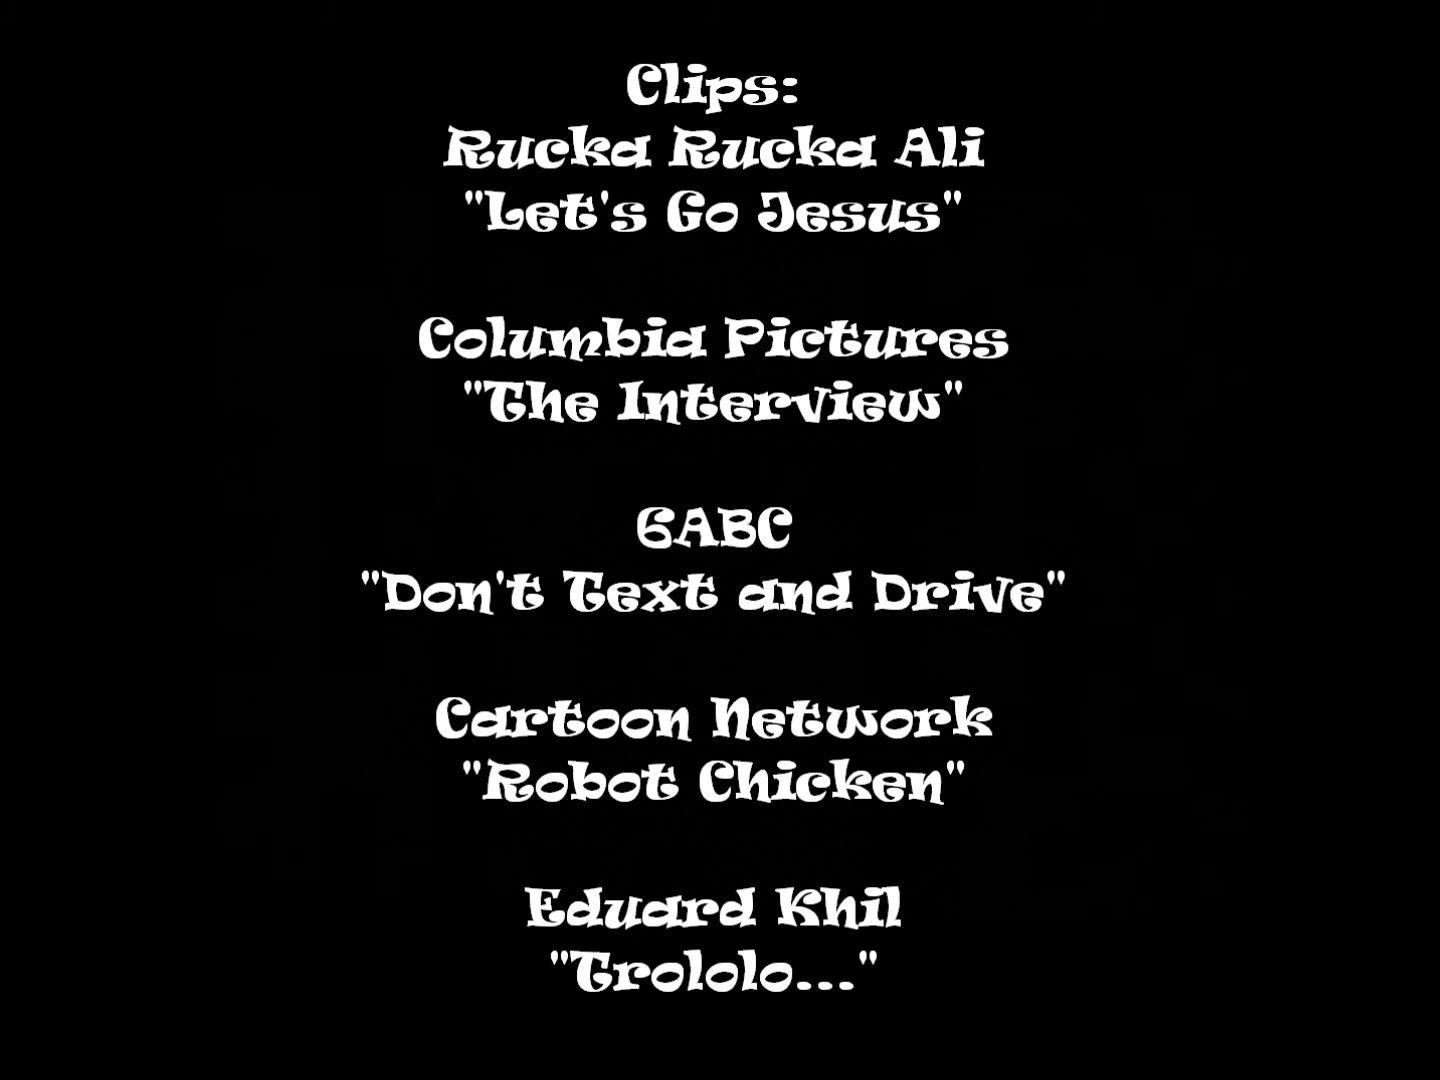 Clips:
Rucka Rucka Ali
"Let's Go Jesus"
Columbia Pictures
"The Interview"
6ABC
"Don't Text and Drive"
Cartoon Network
"Robot Chicken"
Eduard Khil
"Trololo..."